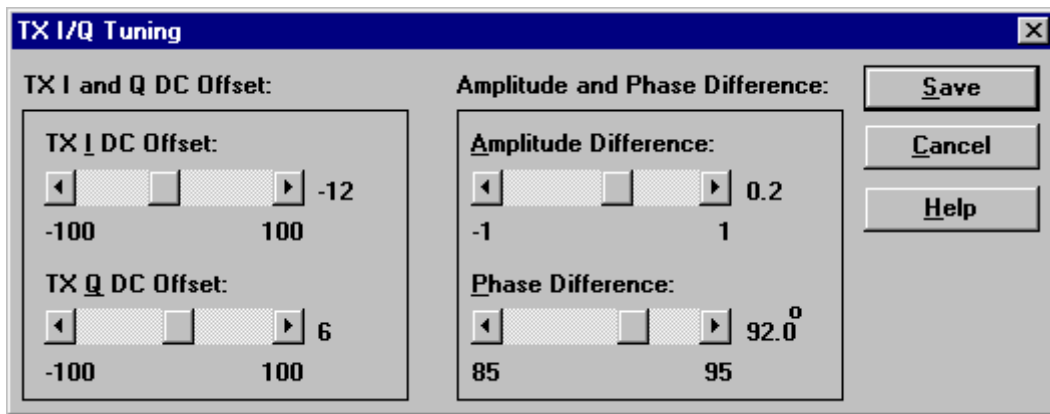 TX I/Q Tuning
TX I and Q DC Offset:
TX I DC Offset:
-12
-100 100
TX Q DC Offset:
6
-100 100
Amplitude and Phase Difference:
Amplitude Difference:
0.2
-1 1
Phase Difference:
92.0°
85 95
Save
Cancel
Help